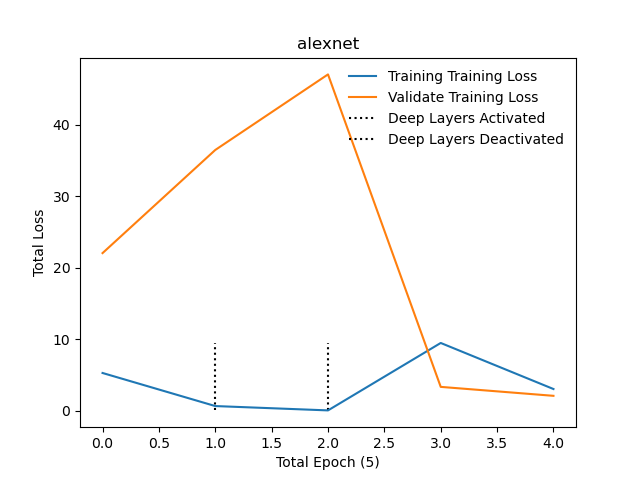 alexnet
Training Training Loss
Validate Training Loss
Deep Layers Activated
Deep Layers Deactivated
Total Loss
40
30
20
10
0
0.0 0.5 1.0 1.5 2.0 2.5 3.0 3.5 4.0
Total Epoch (5)